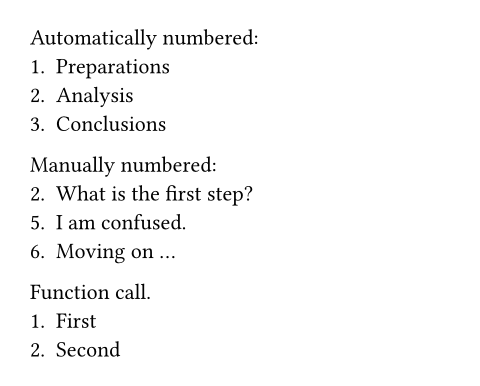 Automatically numbered:
1. Preparations
2. Analysis
3. Conclusions
Manually numbered:
2. What is the first step?
5. I am confused.
6. Moving on …
Function call.
1. First
2. Second